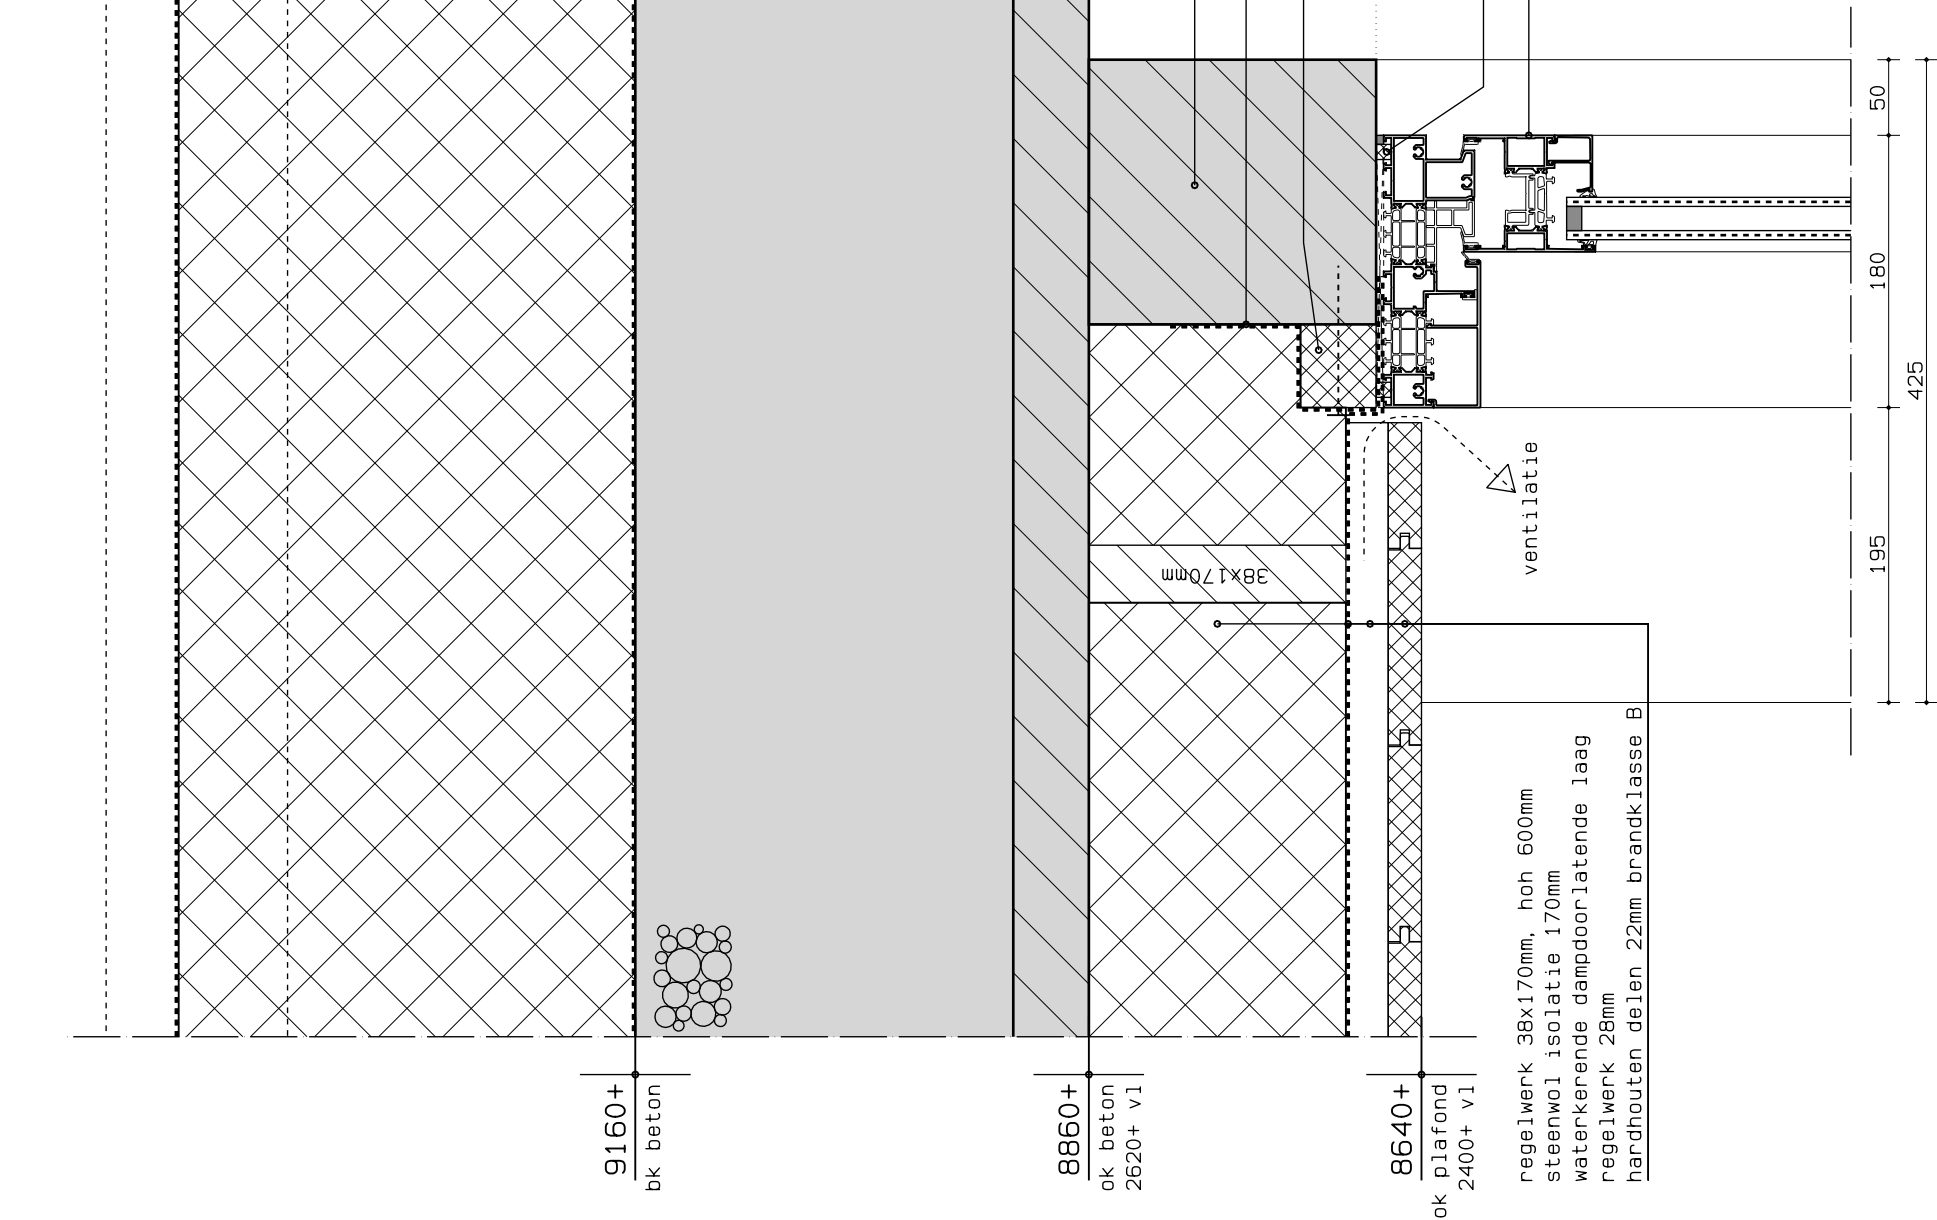 9160+
bk beton
8860+
ok beton
2620+ vl
8640+
ok plafond
2400+ vl
regelwerk 38x170mm, hoh 600mm
steenwol isolatie 170mm
waterkerende dampdoorlatende laag
regelwerk 28mm
hardhouten delen 22mm brandklasse B
38x170mm
ventilatie
195
180
50
425